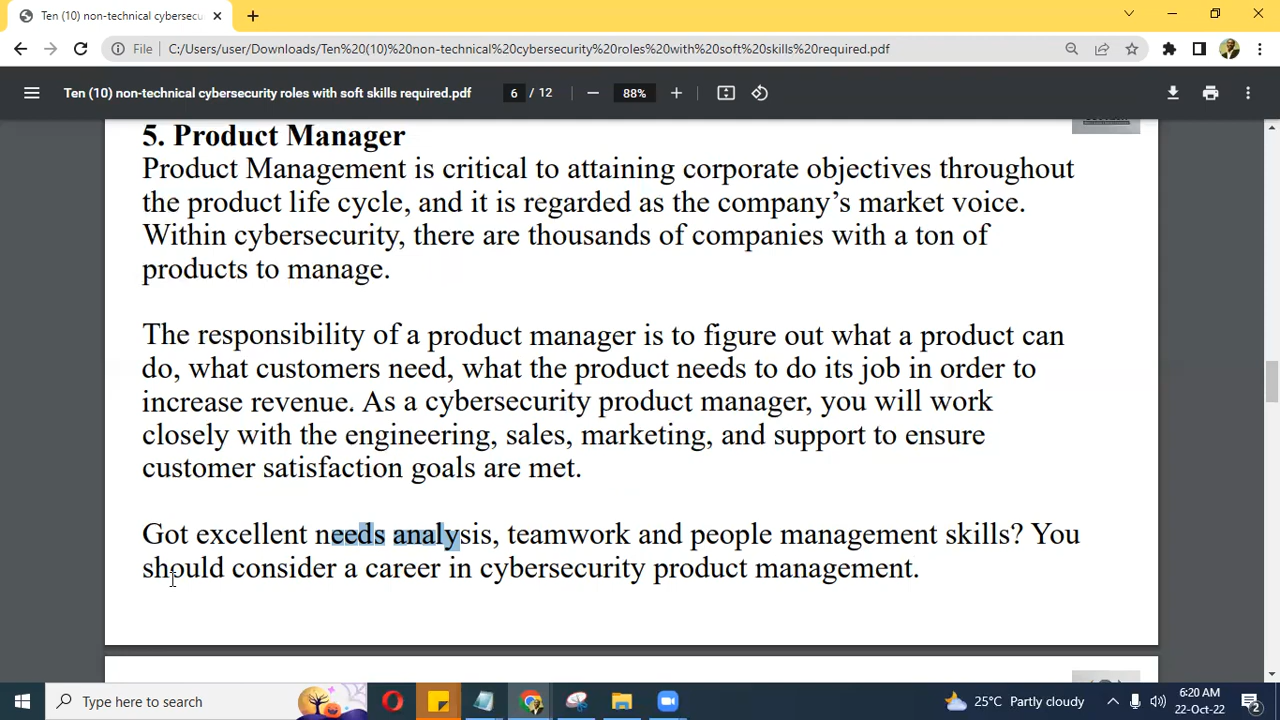 Ten (10) non-technical cybersecu
File C:/Users/user/Downloads/Ten%20(10)%20non-technical%20cybersecurity%20roles%20with%20soft%20skills%20required.pdf
Ten (10) non-technical cybersecurity roles with soft skills required.pdf 6 / 12 88%
5. Product Manager
Product Management is critical to attaining corporate objectives throughout
the product life cycle, and it is regarded as the company’s market voice.
Within cybersecurity, there are thousands of companies with a ton of
products to manage.
The responsibility of a product manager is to figure out what a product can
do, what customers need, what the product needs to do its job in order to
increase revenue. As a cybersecurity product manager, you will work
closely with the engineering, sales, marketing, and support to ensure
customer satisfaction goals are met.
Got excellent needs analysis, teamwork and people management skills? You
should consider a career in cybersecurity product management.
Type here to search
25°C Partly cloudy
6:20 AM
22-Oct-22
2